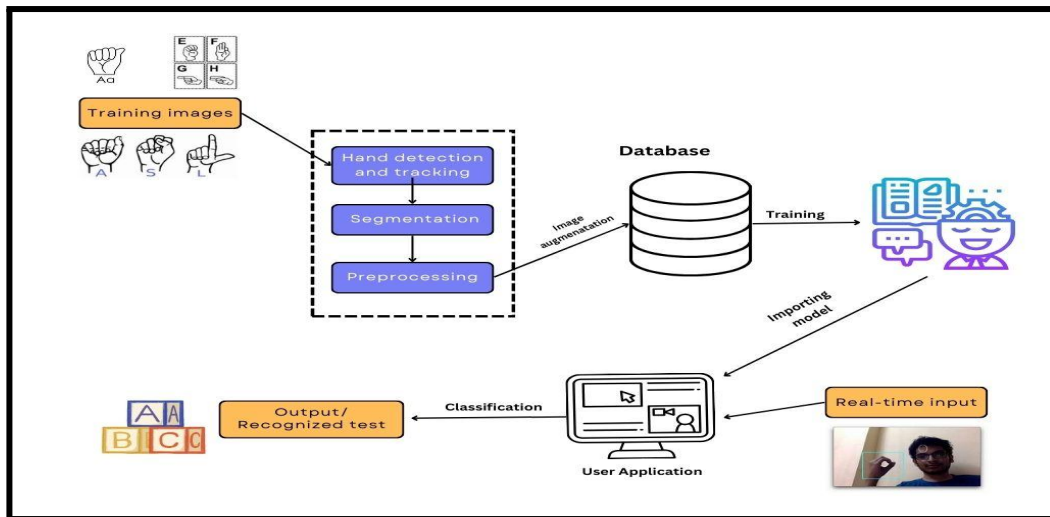 E F
G H
Aa
Training images
A S L
Hand detection
and tracking
Segmentation
Preprocessing
Image
augmenatation
Database
Training
Importing
model
Real-time input
User Application
Classification
Output/
Recognized test
A A
B C C